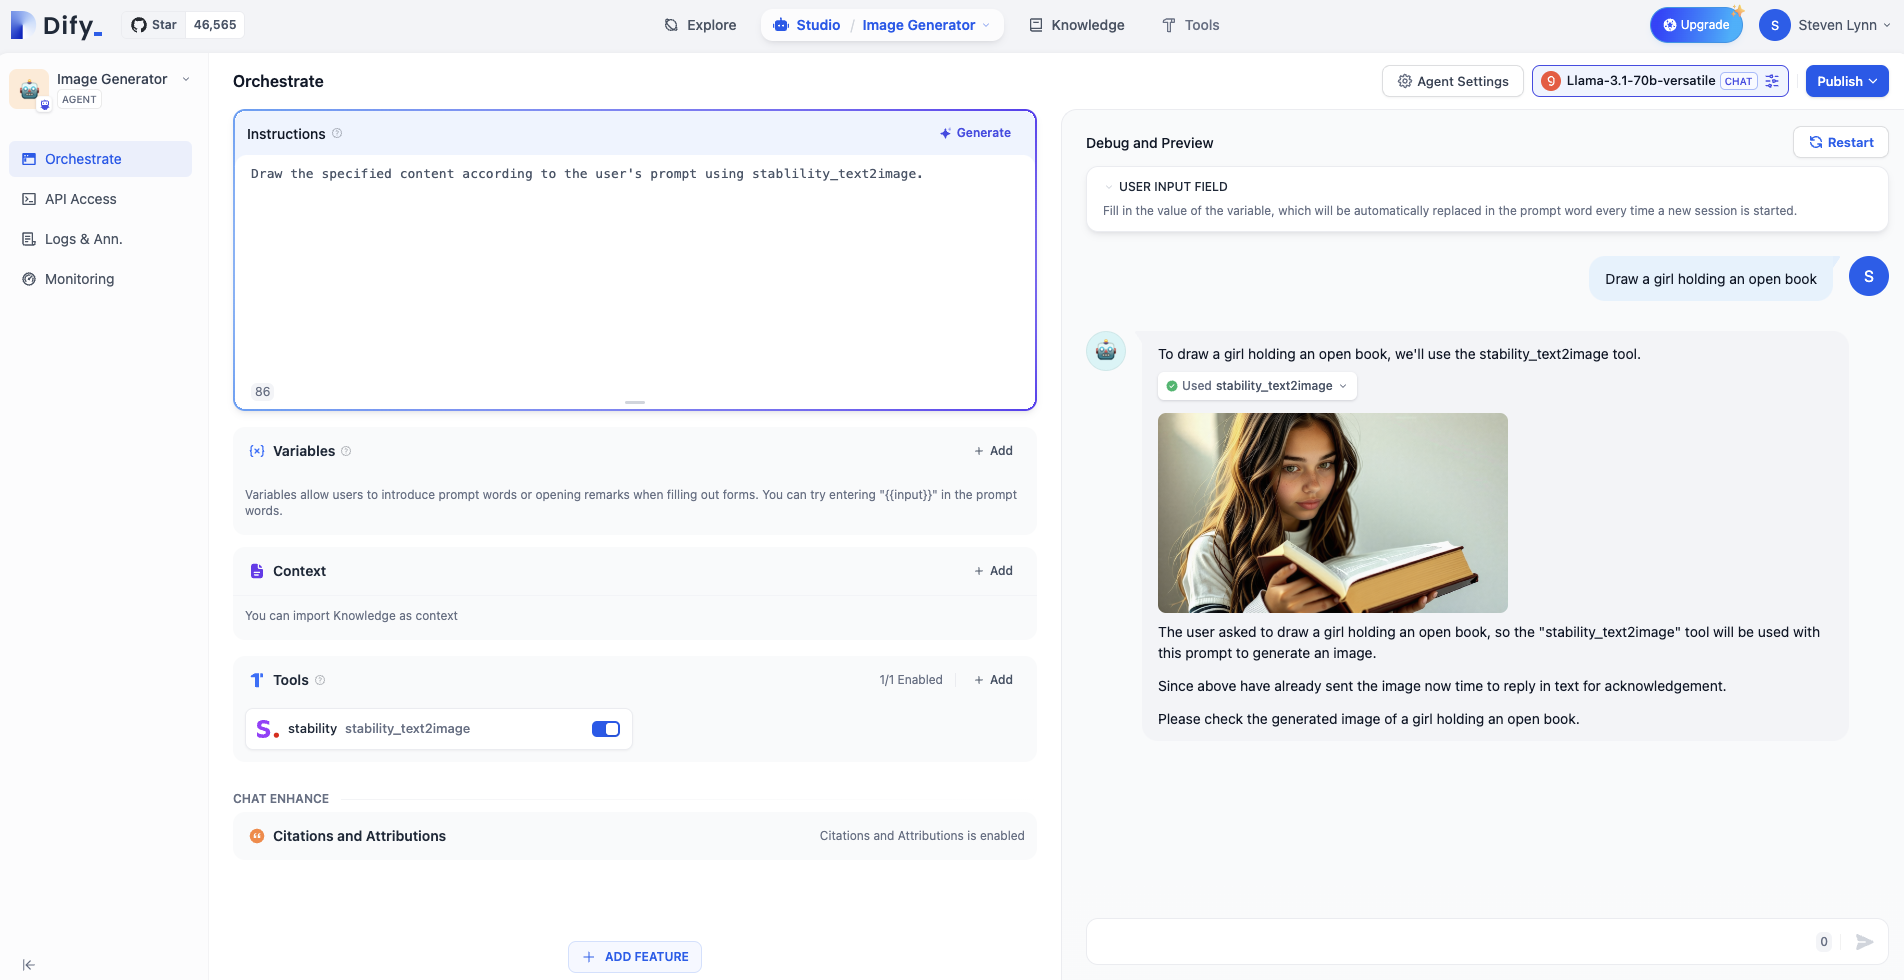 Dify_
Star 46,565
Explore
Studio / Image Generator
Knowledge
Tools
Upgrade
S Steven Lynn
Image Generator
AGENT
Orchestrate
API Access
Logs & Ann.
Monitoring
Orchestrate
Agent Settings
Llama-3.1-70b-versatile CHAT
Publish
Instructions
Generate
Draw the specified content according to the user's prompt using stablility_text2image.
86
{x} Variables
+ Add
Variables allow users to introduce prompt words or opening remarks when filling out forms. You can try entering "{{input}}" in the prompt
words.
Context
+ Add
You can import Knowledge as context
Tools
1/1 Enabled
+ Add
S. stability stability_text2image
CHAT ENHANCE
Citations and Attributions
Citations and Attributions is enabled
+ ADD FEATURE
Debug and Preview
Restart
USER INPUT FIELD
Fill in the value of the variable, which will be automatically replaced in the prompt word every time a new session is started.
Draw a girl holding an open book
S
To draw a girl holding an open book, we'll use the stability_text2image tool.
Used stability_text2image
The user asked to draw a girl holding an open book, so the "stability_text2image" tool will be used with
this prompt to generate an image.
Since above have already sent the image now time to reply in text for acknowledgement.
Please check the generated image of a girl holding an open book.
0